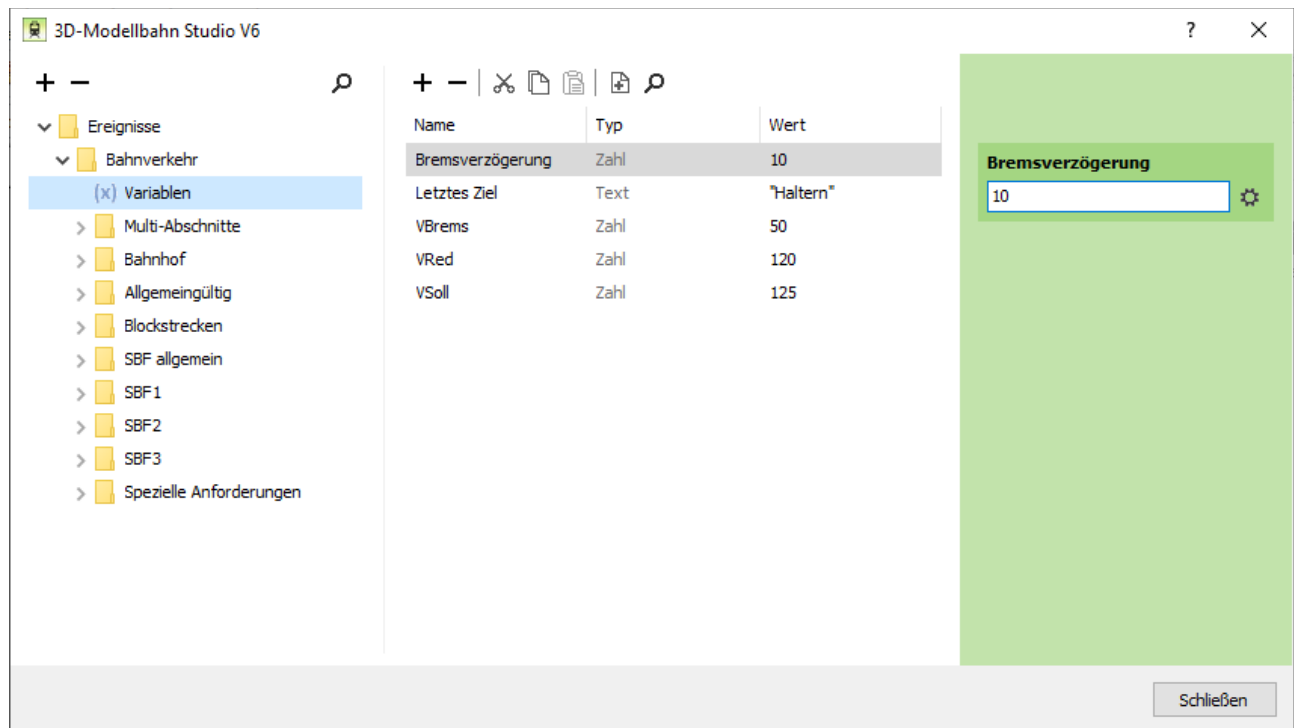 3D-Modellbahn Studio V6
?
Ereignisse
Bahnverkehr
(x) Variablen
Multi-Abschnitte
Bahnhof
Allgemeingültig
Blockstrecken
SBF allgemein
SBF1
SBF2
SBF3
Spezielle Anforderungen
Name Typ Wert
Bremsverzögerung Zahl 10
Letztes Ziel Text "Haltern"
VBrems Zahl 50
VRed Zahl 120
VSoll Zahl 125
Bremsverzögerung
10
Schließen